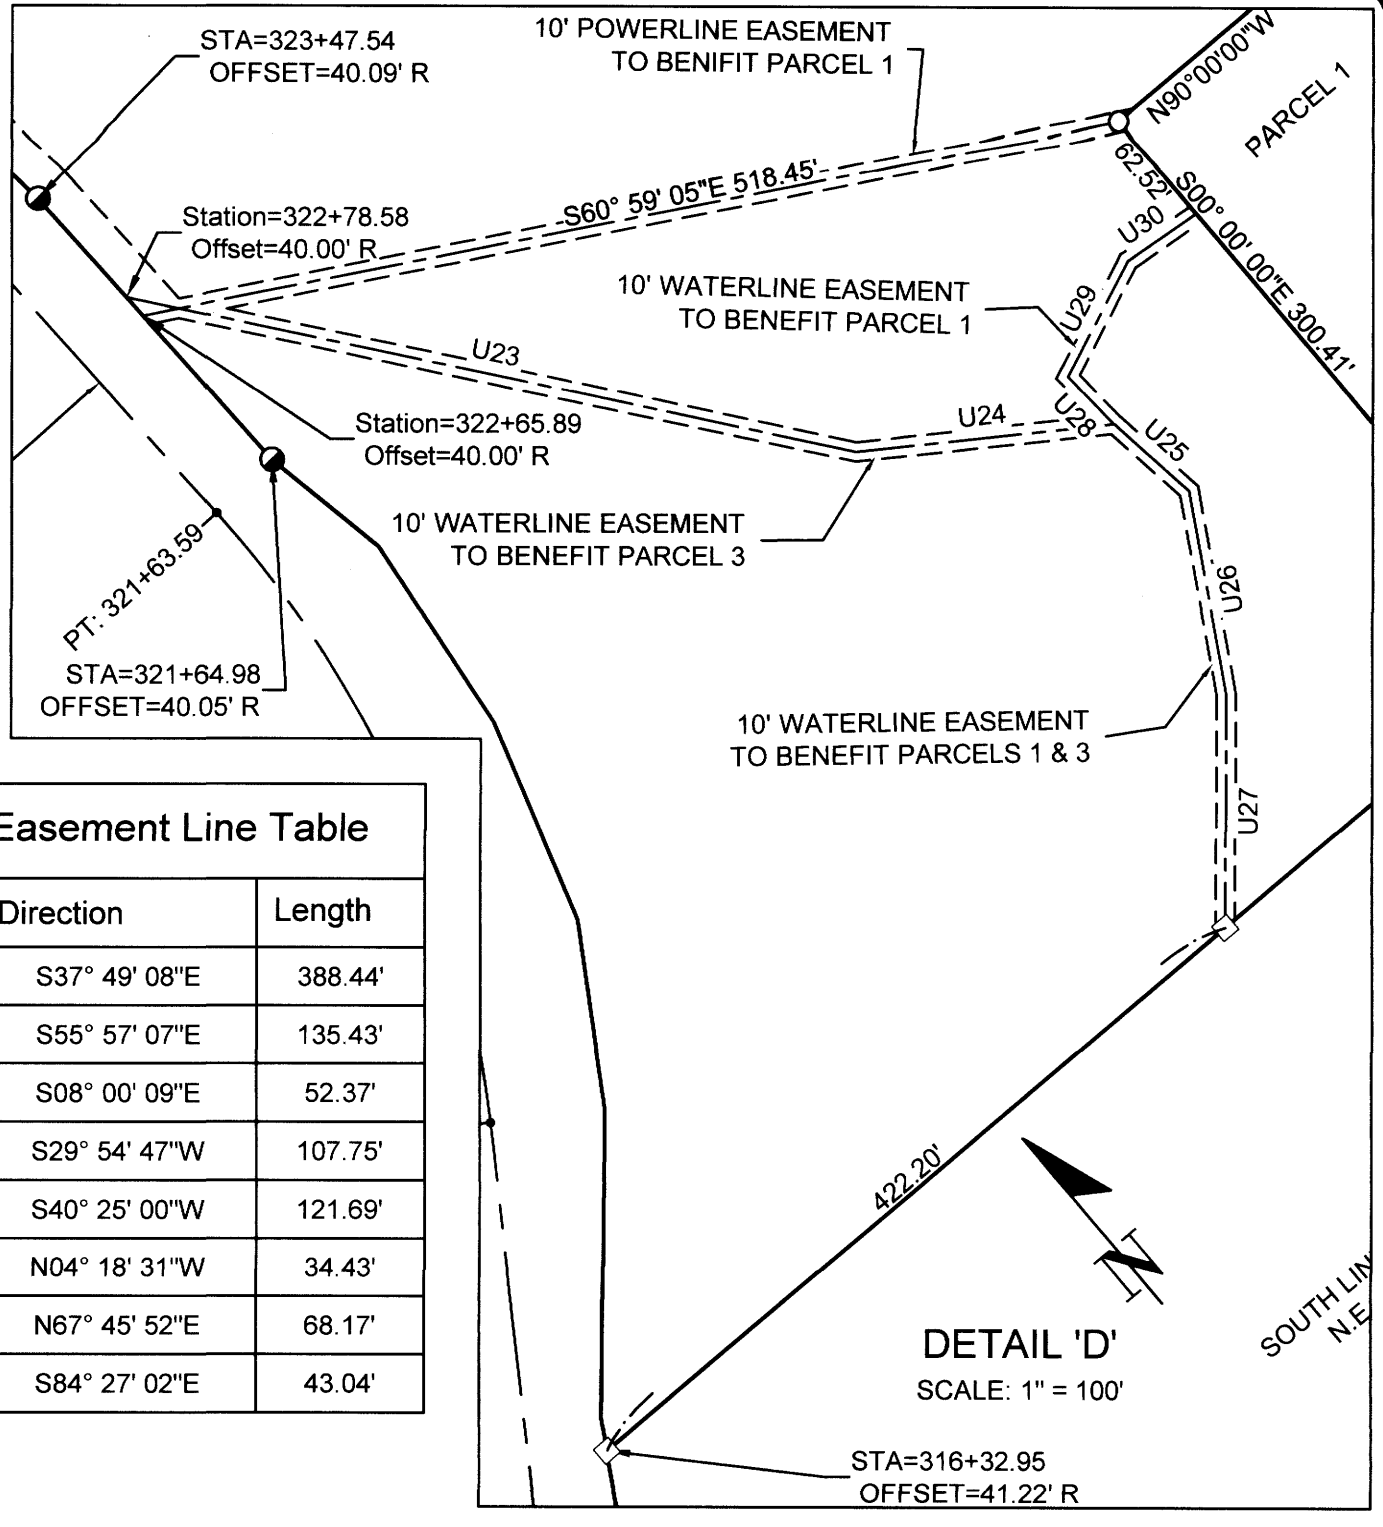 STA=323+47.54
OFFSET=40.09' R
10' POWERLINE EASEMENT
TO BENIFIT PARCEL 1
N90°00'00"W
PARCEL 1
62.52'
S00° 00' 00"E 300.41'
Station=322+78.58
Offset=40.00' R
S60° 59' 05"E 518.45'
U30
10' WATERLINE EASEMENT
TO BENEFIT PARCEL 1
U29
U23
Station=322+65.89
Offset=40.00' R
U24
U28
U25
10' WATERLINE EASEMENT
TO BENEFIT PARCEL 3
PT: 321+63.59
U26
STA=321+64.98
OFFSET=40.05' R
10' WATERLINE EASEMENT
TO BENEFIT PARCELS 1 & 3
U27
Easement Line Table
Direction Length
S37° 49' 08"E 388.44'
S55° 57' 07"E 135.43'
S08° 00' 09"E 52.37'
S29° 54' 47"W 107.75'
S40° 25' 00"W 121.69'
N04° 18' 31"W 34.43'
N67° 45' 52"E 68.17'
S84° 27' 02"E 43.04'
422.20'
N
SOUTH LIN
N.E
DETAIL 'D'
SCALE: 1" = 100'
STA=316+32.95
OFFSET=41.22' R